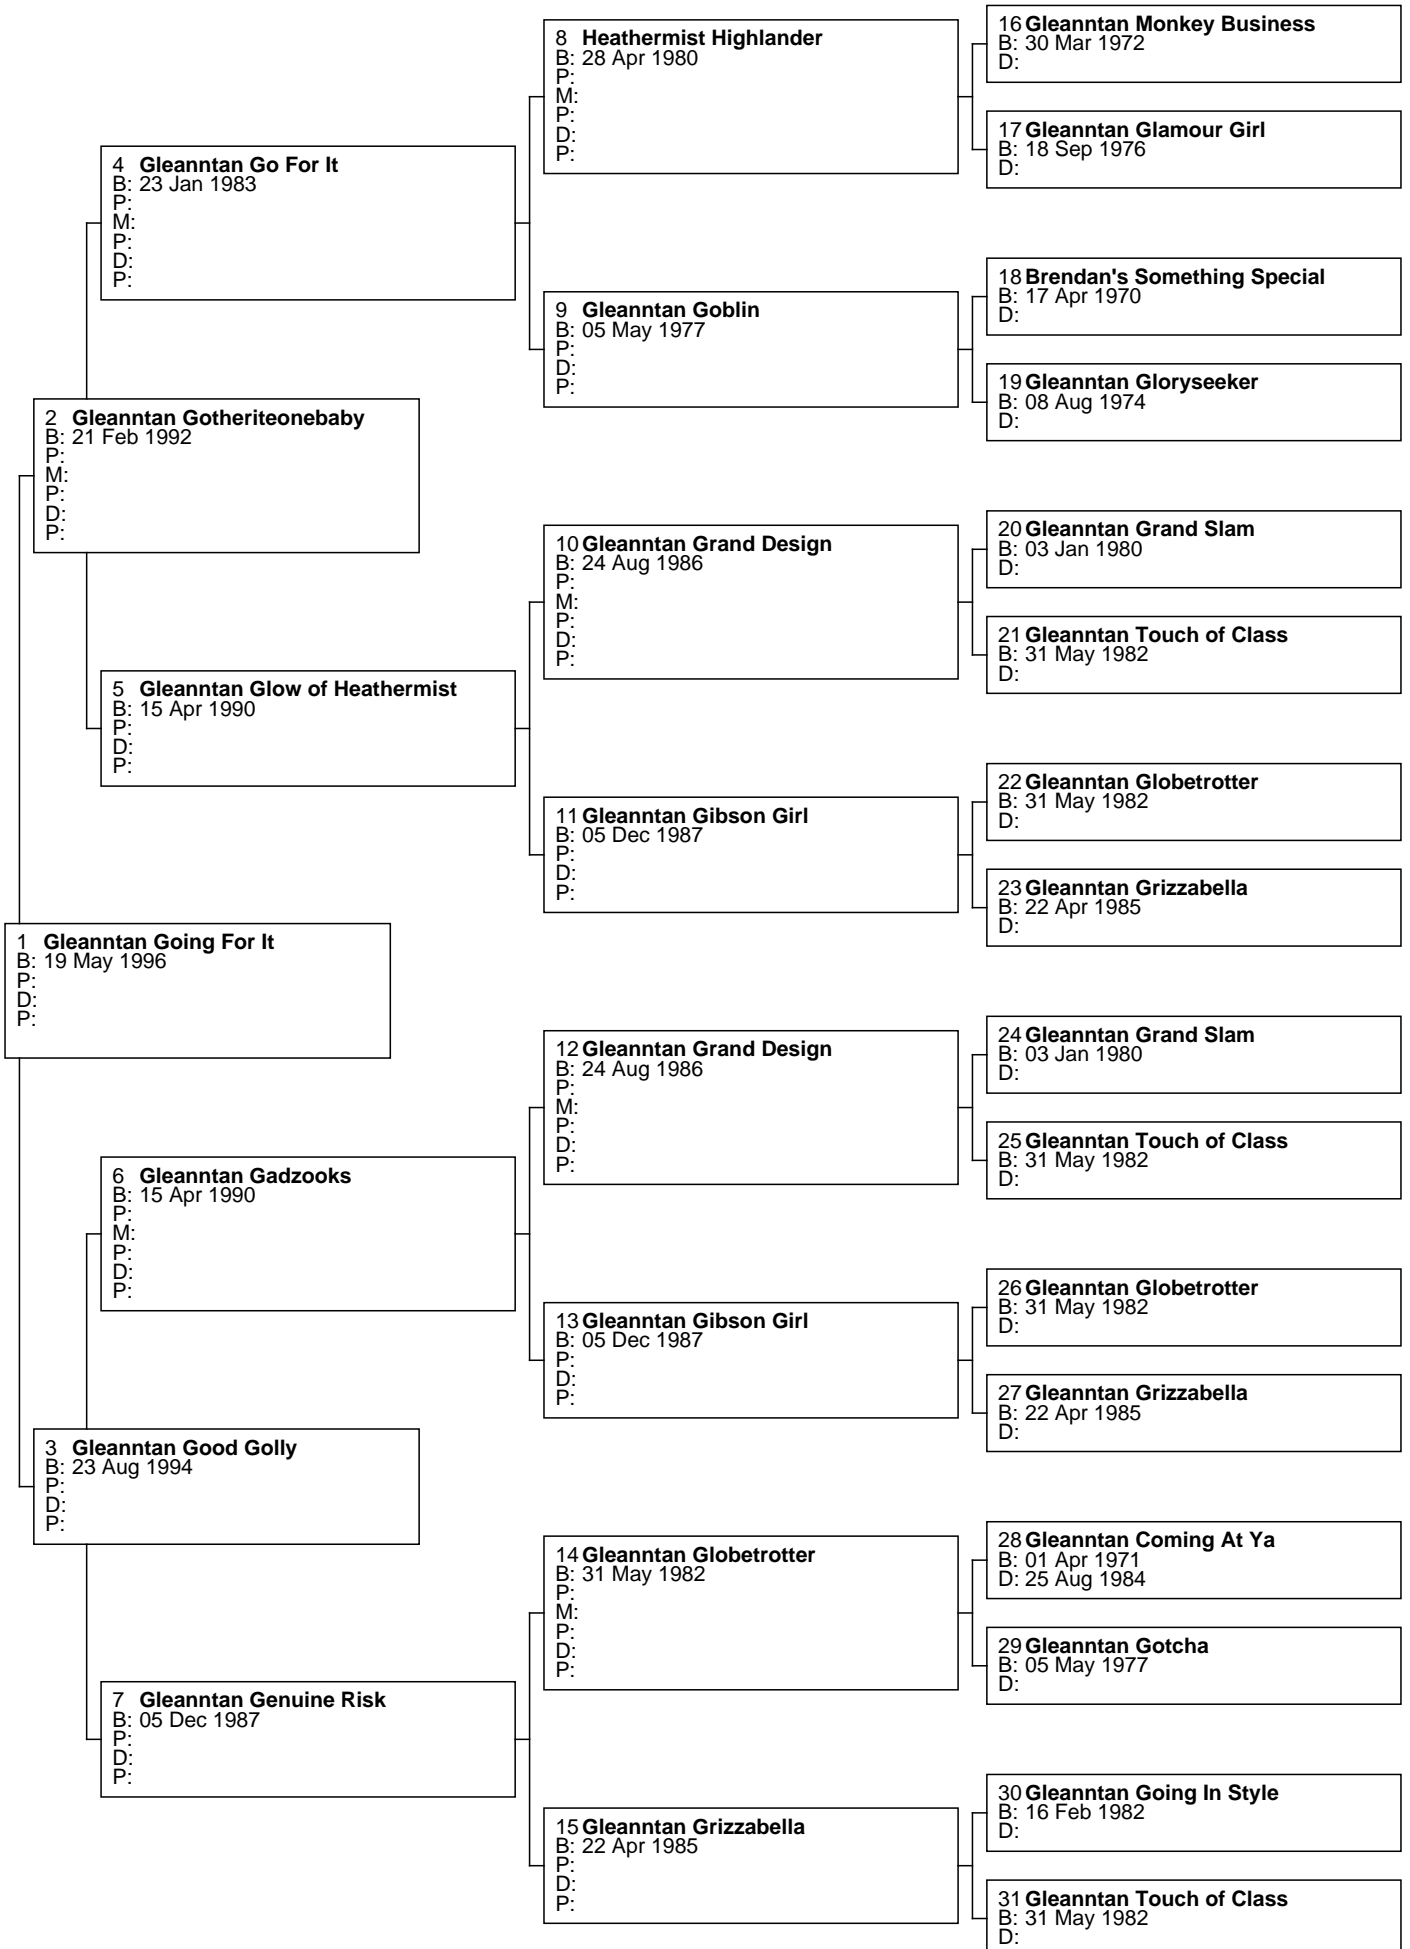 8 Heathermist Highlander
B: 28 Apr 1980
P:
M:
P:
D:
P:
16 Gleanntan Monkey Business
B: 30 Mar 1972
D:
17 Gleanntan Glamour Girl
B: 18 Sep 1976
D:
4 Gleanntan Go For It
B: 23 Jan 1983
P:
M:
P:
D:
P:
9 Gleanntan Goblin
B: 05 May 1977
P:
D:
P:
18 Brendan's Something Special
B: 17 Apr 1970
D:
19 Gleanntan Gloryseeker
B: 08 Aug 1974
D:
2 Gleanntan Gotheriteonebaby
B: 21 Feb 1992
P:
M:
P:
D:
P:
10 Gleanntan Grand Design
B: 24 Aug 1986
P:
M:
P:
D:
P:
20 Gleanntan Grand Slam
B: 03 Jan 1980
D:
21 Gleanntan Touch of Class
B: 31 May 1982
D:
5 Gleanntan Glow of Heathermist
B: 15 Apr 1990
P:
D:
P:
11 Gleanntan Gibson Girl
B: 05 Dec 1987
P:
D:
P:
22 Gleanntan Globetrotter
B: 31 May 1982
D:
23 Gleanntan Grizzabella
B: 22 Apr 1985
D:
1 Gleanntan Going For It
B: 19 May 1996
P:
D:
P:
12 Gleanntan Grand Design
B: 24 Aug 1986
P:
M:
P:
D:
P:
24 Gleanntan Grand Slam
B: 03 Jan 1980
D:
25 Gleanntan Touch of Class
B: 31 May 1982
D:
6 Gleanntan Gadzooks
B: 15 Apr 1990
P:
M:
P:
D:
P:
13 Gleanntan Gibson Girl
B: 05 Dec 1987
P:
D:
P:
26 Gleanntan Globetrotter
B: 31 May 1982
D:
27 Gleanntan Grizzabella
B: 22 Apr 1985
D:
3 Gleanntan Good Golly
B: 23 Aug 1994
P:
D:
P:
14 Gleanntan Globetrotter
B: 31 May 1982
P:
M:
P:
D:
P:
28 Gleanntan Coming At Ya
B: 01 Apr 1971
D: 25 Aug 1984
29 Gleanntan Gotcha
B: 05 May 1977
D:
7 Gleanntan Genuine Risk
B: 05 Dec 1987
P:
D:
P:
15 Gleanntan Grizzabella
B: 22 Apr 1985
P:
D:
P:
30 Gleanntan Going In Style
B: 16 Feb 1982
D:
31 Gleanntan Touch of Class
B: 31 May 1982
D: